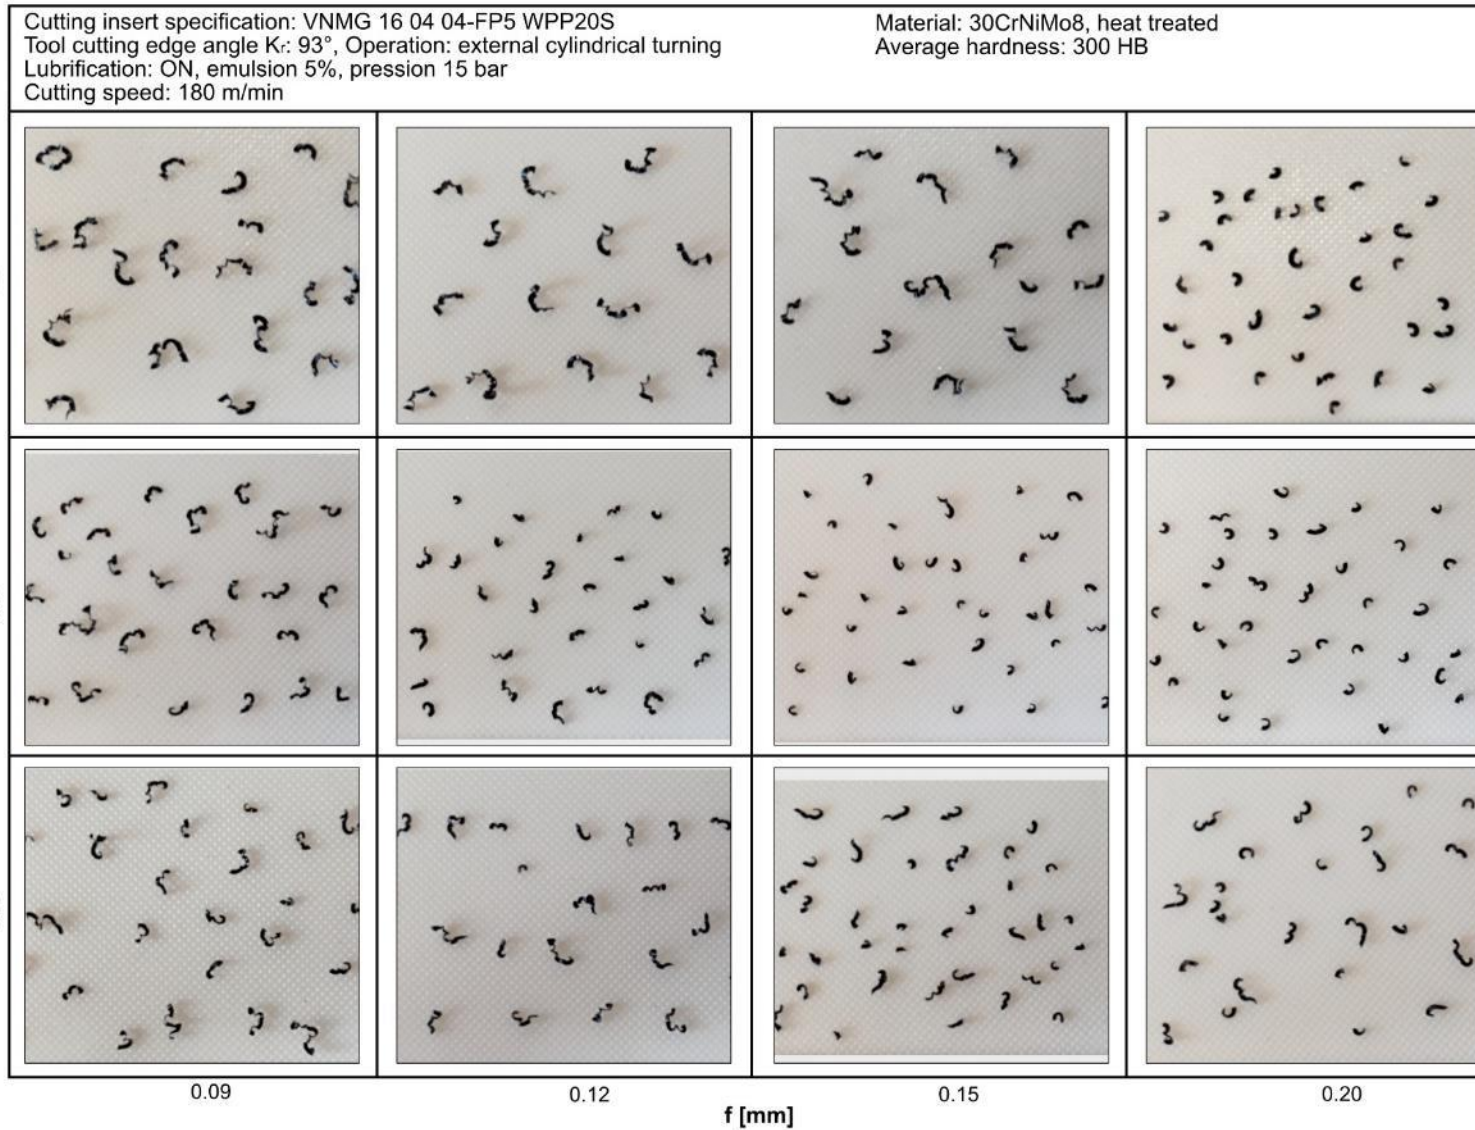 Cutting insert specification: VNMG 16 04 04-FP5 WPP20S
Tool cutting edge angle Kr: 93°, Operation: external cylindrical turning
Lubrification: ON, emulsion 5%, pression 15 bar
Cutting speed: 180 m/min
Material: 30CrNiMo8, heat treated
Average hardness: 300 HB
0.09
0.12
0.15
0.20
f [mm]